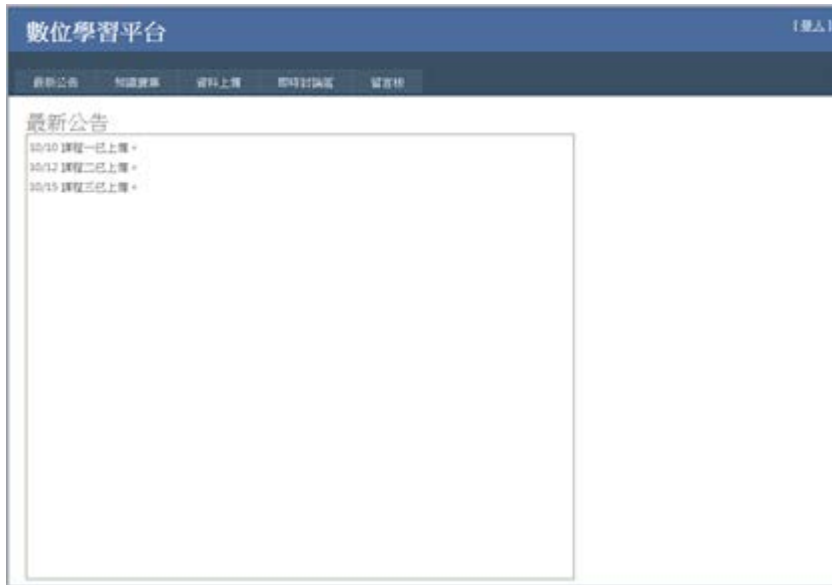 數位學習平台
[ 登入 ]
最新公告 知識寶庫 資料上傳 即時討論區 留言板
最新公告
10/10 課程一已上傳。
10/12 課程二已上傳。
10/15 課程三已上傳。